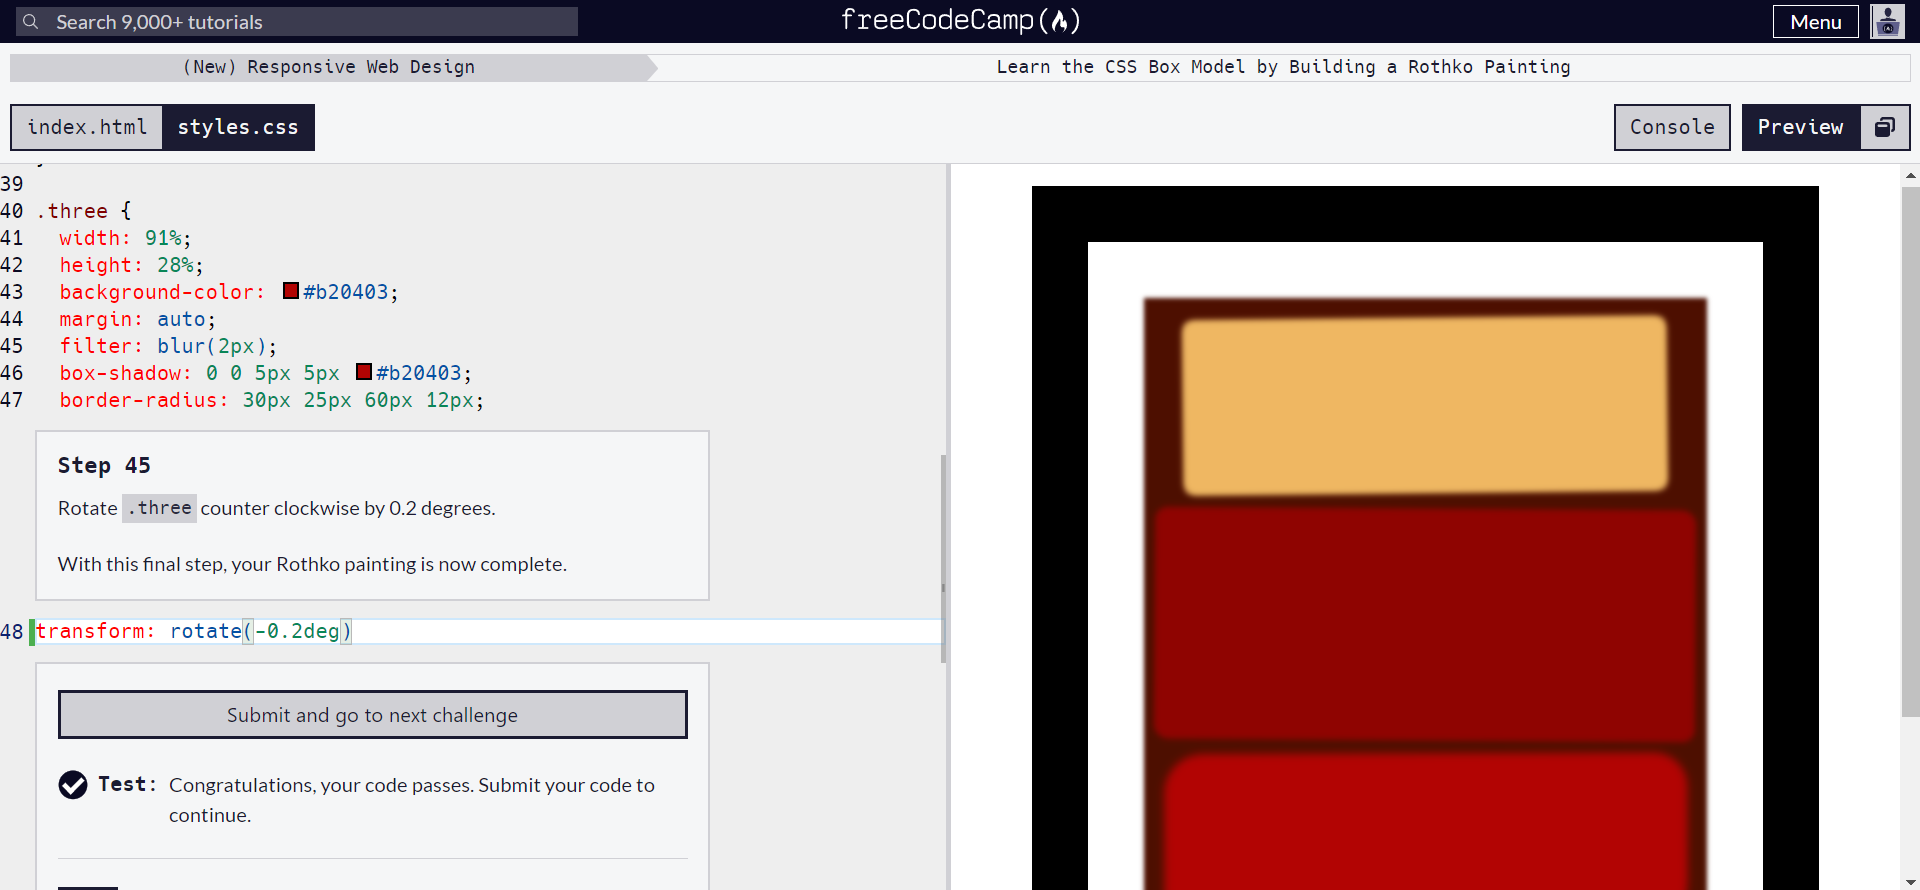 Search 9,000+ tutorials
freeCodeCamp(🔥)
Menu
(New) Responsive Web Design
Learn the CSS Box Model by Building a Rothko Painting
index.html
styles.css
Console
Preview
39
40 .three {
41 width: 91%;
42 height: 28%;
43 background-color: #b20403;
44 margin: auto;
45 filter: blur(2px);
46 box-shadow: 0 0 5px 5px #b20403;
47 border-radius: 30px 25px 60px 12px;
Step 45
Rotate .three counter clockwise by 0.2 degrees.
With this final step, your Rothko painting is now complete.
48 transform: rotate(-0.2deg)
Submit and go to next challenge
Test: Congratulations, your code passes. Submit your code to
continue.